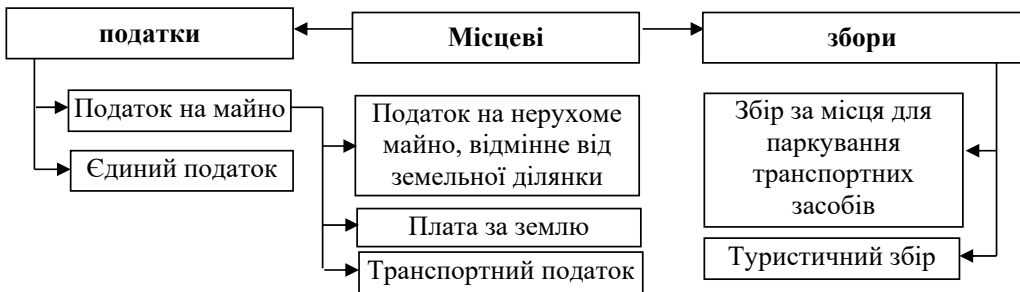 податки
Місцеві
збори
Податок на майно
Єдиний податок
Податок на нерухоме
майно, відмінне від
земельної ділянки
Плата за землю
Транспортний податок
Збір за місця для
паркування
транспортних
засобів
Туристичний збір